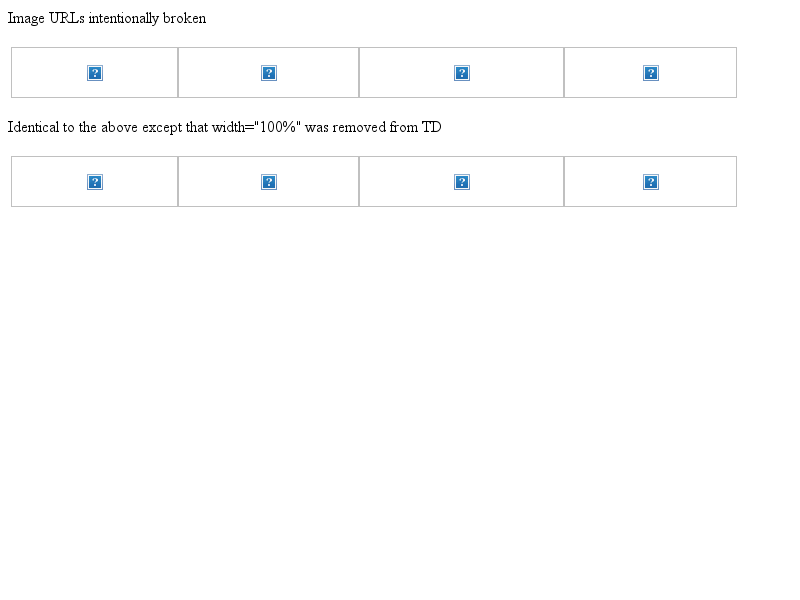 Image URLs intentionally broken
Identical to the above except that width="100%" was removed from TD